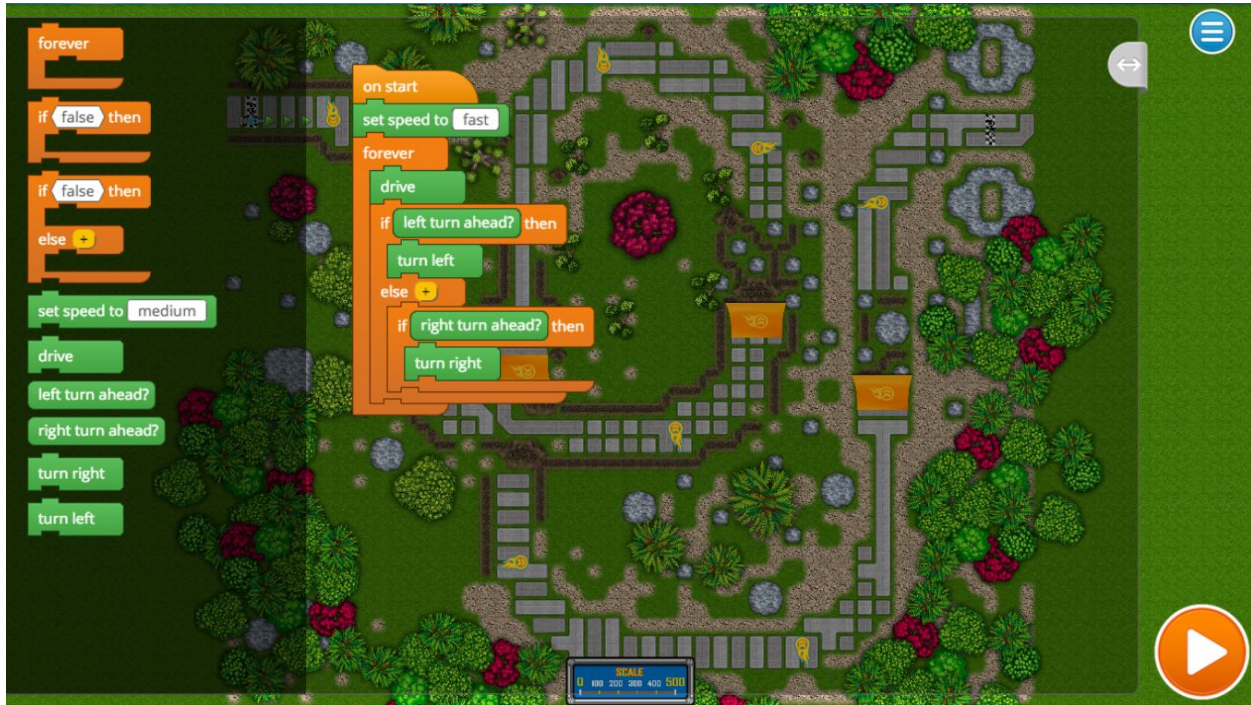 forever
if false then
if false then
else +
set speed to medium
drive
left turn ahead?
right turn ahead?
turn right
turn left
on start
set speed to fast
forever
drive
if left turn ahead? then
turn left
else +
if right turn ahead? then
turn right
SCALE
0 100 200 300 400 500